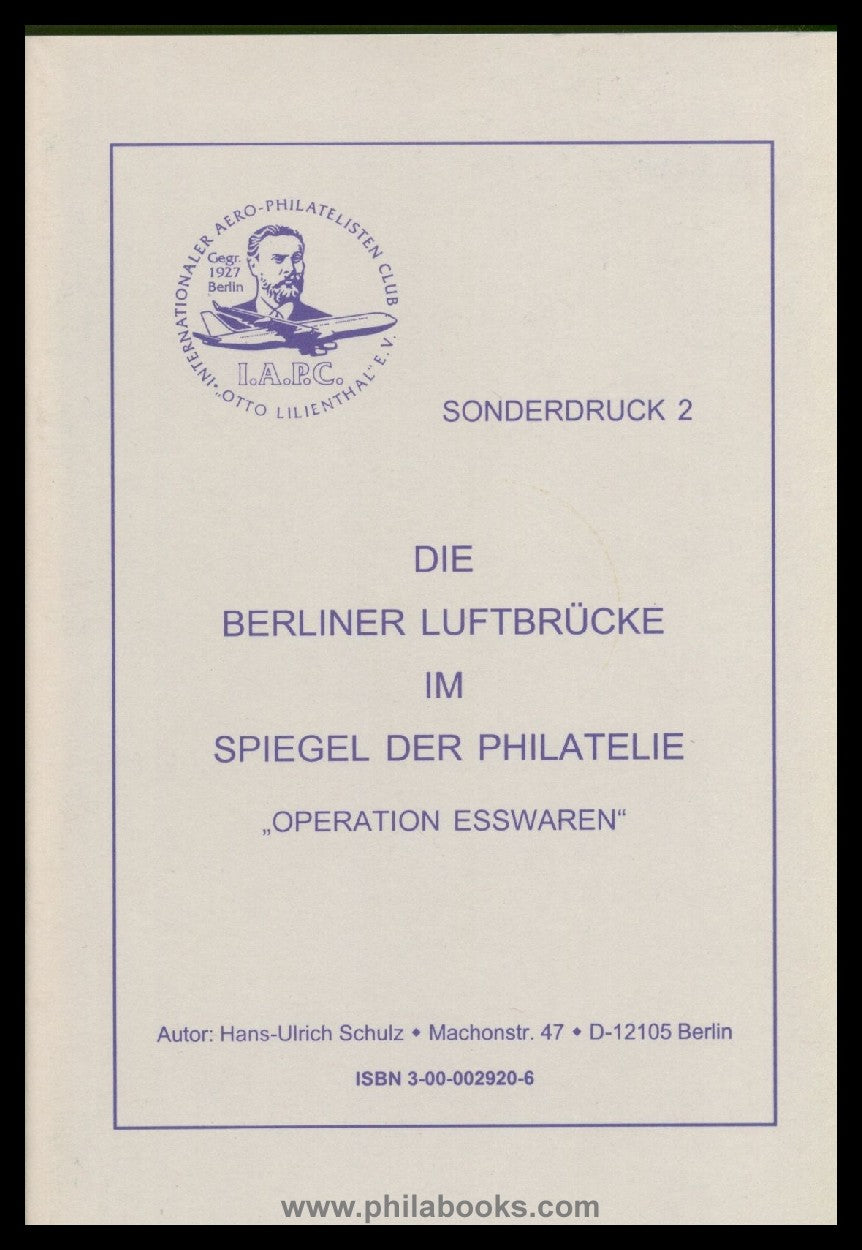 INTERNATIONALER AERO-PHILATELISTEN CLUB
„OTTO LILIENTHAL“ E.V.
Gegr.
1927
Berlin
I.A.P.C.
SONDERDRUCK 2
DIE
BERLINER LUFTBRÜCKE
IM
SPIEGEL DER PHILATELIE
„OPERATION ESSWAREN“
Autor: Hans-Ulrich Schulz • Machonstr. 47 • D-12105 Berlin
ISBN 3-00-002920-6
www.philabooks.com